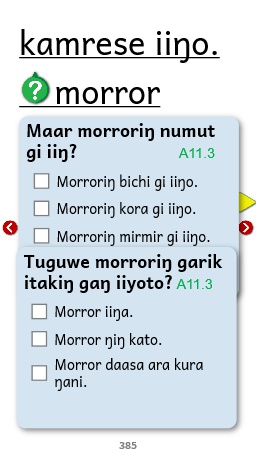 kamrese iiŋo.
? morror
Maar morroriŋ numut
gi iiŋ? A11.3
Morroriŋ bichi gi iiŋo.
Morroriŋ kora gi iiŋo.
Morroriŋ mirmir gi iiŋo.
Tuguwe morroriŋ garik
itakiŋ gaŋ iiyoto? A11.3
Morror iiŋa.
Morror ŋiŋ kato.
Morror daasa ara kura
ŋani.
385